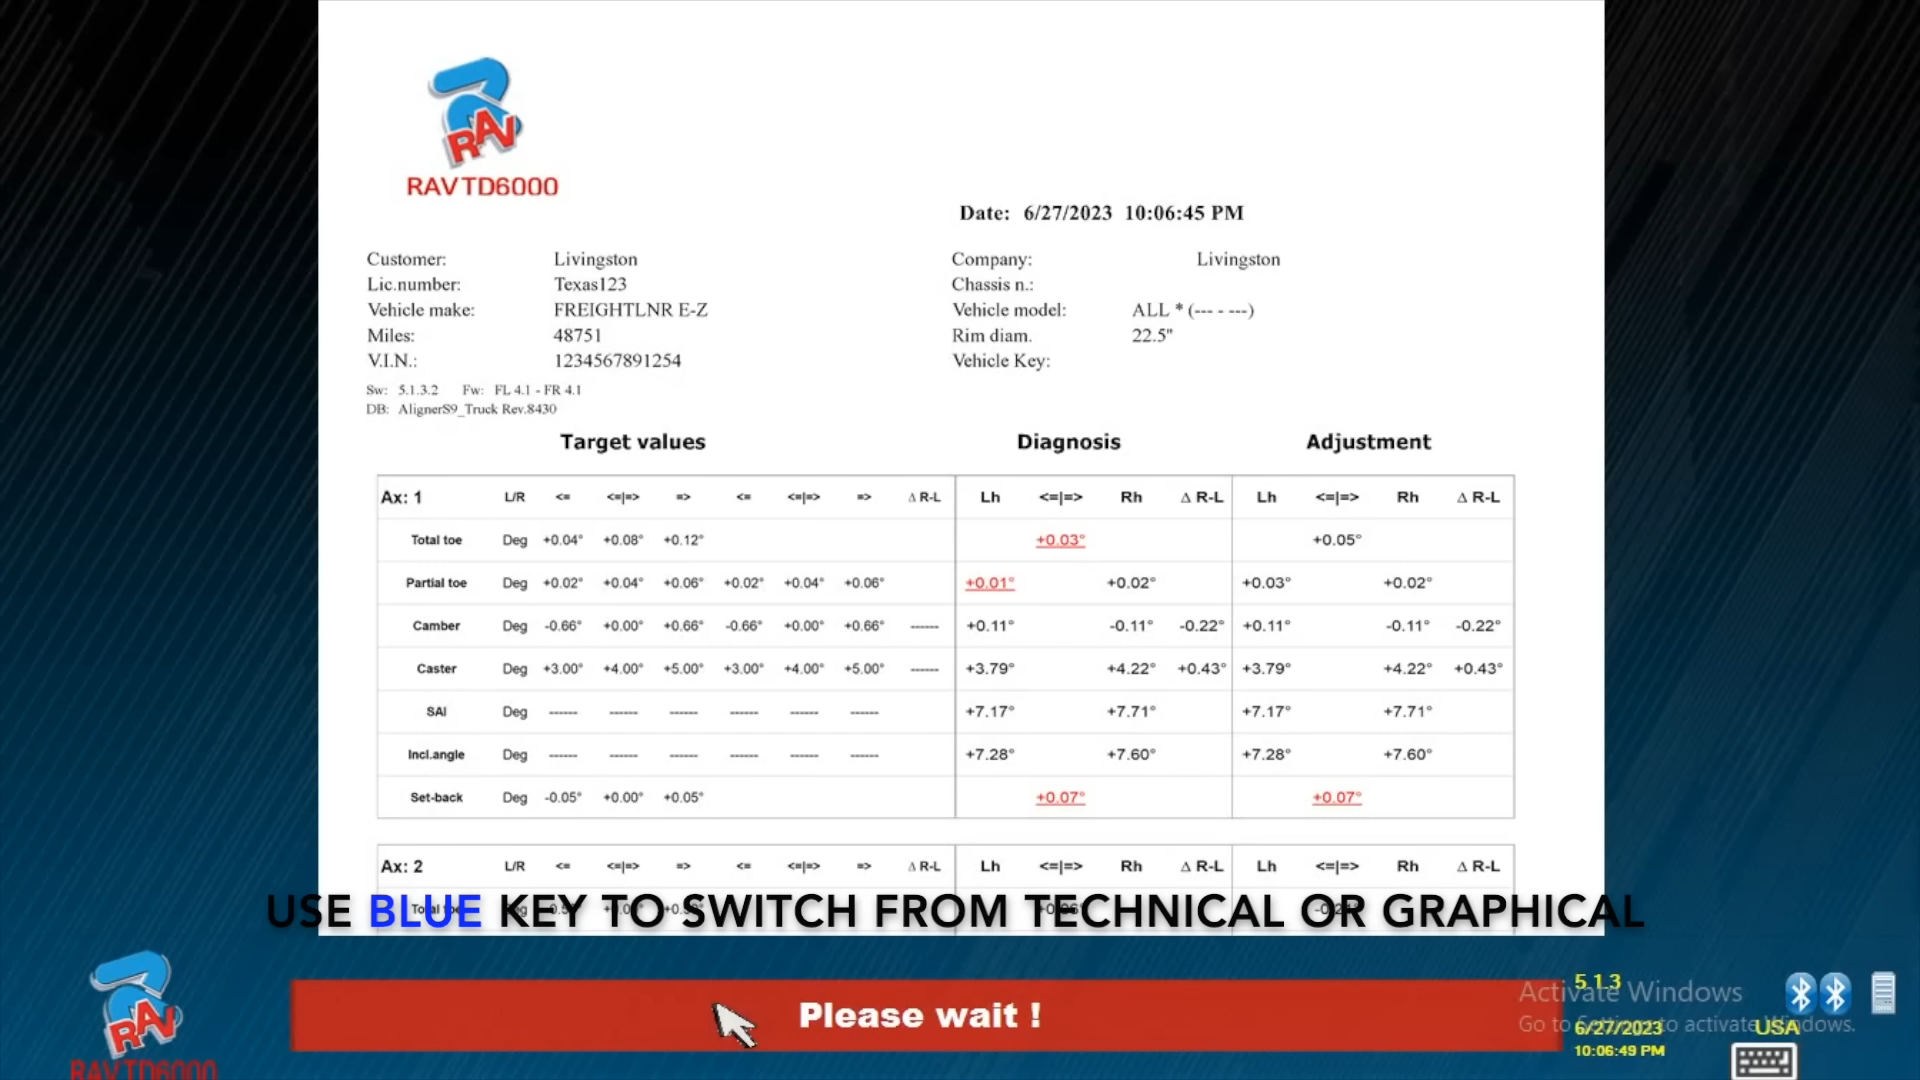 RAV
RAVTD6000
Date: 6/27/2023 10:06:45 PM
Customer: Livingston Company: Livingston
Lic.number: Texas123 Chassis n.:
Vehicle make: FREIGHTLNR E-Z Vehicle model: ALL * (--- - ---)
Miles: 48751 Rim diam. 22.5"
V.I.N.: 1234567891254 Vehicle Key:
Sw: 5.1.3.2 Fw: FL 4.1 - FR 4.1
DB: AlignerS9_Truck Rev.8430
Target values Diagnosis Adjustment
Ax: 1 L/R <= <=|=> => <= <=|=> => Δ R-L Lh <=|=> Rh Δ R-L Lh <=|=> Rh Δ R-L
Total toe Deg +0.04° +0.08° +0.12° +0.03° +0.05°
Partial toe Deg +0.02° +0.04° +0.06° +0.02° +0.04° +0.06° +0.01° +0.02° +0.03° +0.02°
Camber Deg -0.66° +0.00° +0.66° -0.66° +0.00° +0.66° ------ +0.11° -0.11° -0.22° +0.11° -0.11° -0.22°
Caster Deg +3.00° +4.00° +5.00° +3.00° +4.00° +5.00° ------ +3.79° +4.22° +0.43° +3.79° +4.22° +0.43°
SAI Deg ------ ------ ------ ------ ------ ------ +7.17° +7.71° +7.17° +7.71°
Incl.angle Deg ------ ------ ------ ------ ------ ------ +7.28° +7.60° +7.28° +7.60°
Set-back Deg -0.05° +0.00° +0.05° +0.07° +0.07°
Ax: 2 L/R <= <=|=> => <= <=|=> => Δ R-L Lh <=|=> Rh Δ R-L Lh <=|=> Rh Δ R-L
USE BLUE KEY TO SWITCH FROM TECHNICAL OR GRAPHICAL
RAV
RAVTD6000
Please wait !
5.1.3
Activate Windows
Go to Settings to activate Windows.
6/27/2023 USA
10:06:49 PM